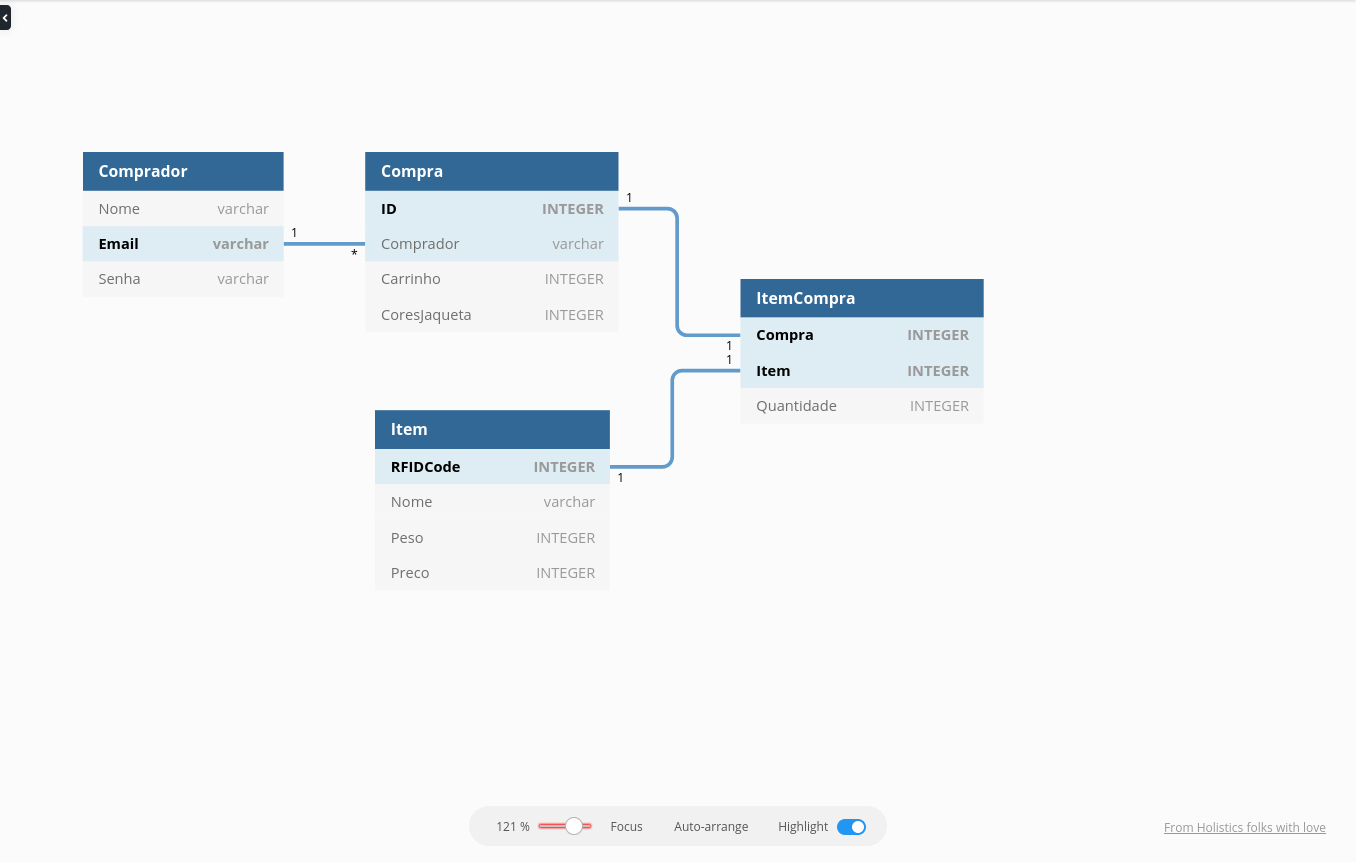 Comprador
Nome varchar
Email varchar
Senha varchar
1
*
Compra
ID INTEGER
Comprador varchar
Carrinho INTEGER
CoresJaqueta INTEGER
1
1
1
ItemCompra
Compra INTEGER
Item INTEGER
Quantidade INTEGER
Item
RFIDCode INTEGER
Nome varchar
Peso INTEGER
Preco INTEGER
1
121 % Focus Auto-arrange Highlight
From Holistics folks with love